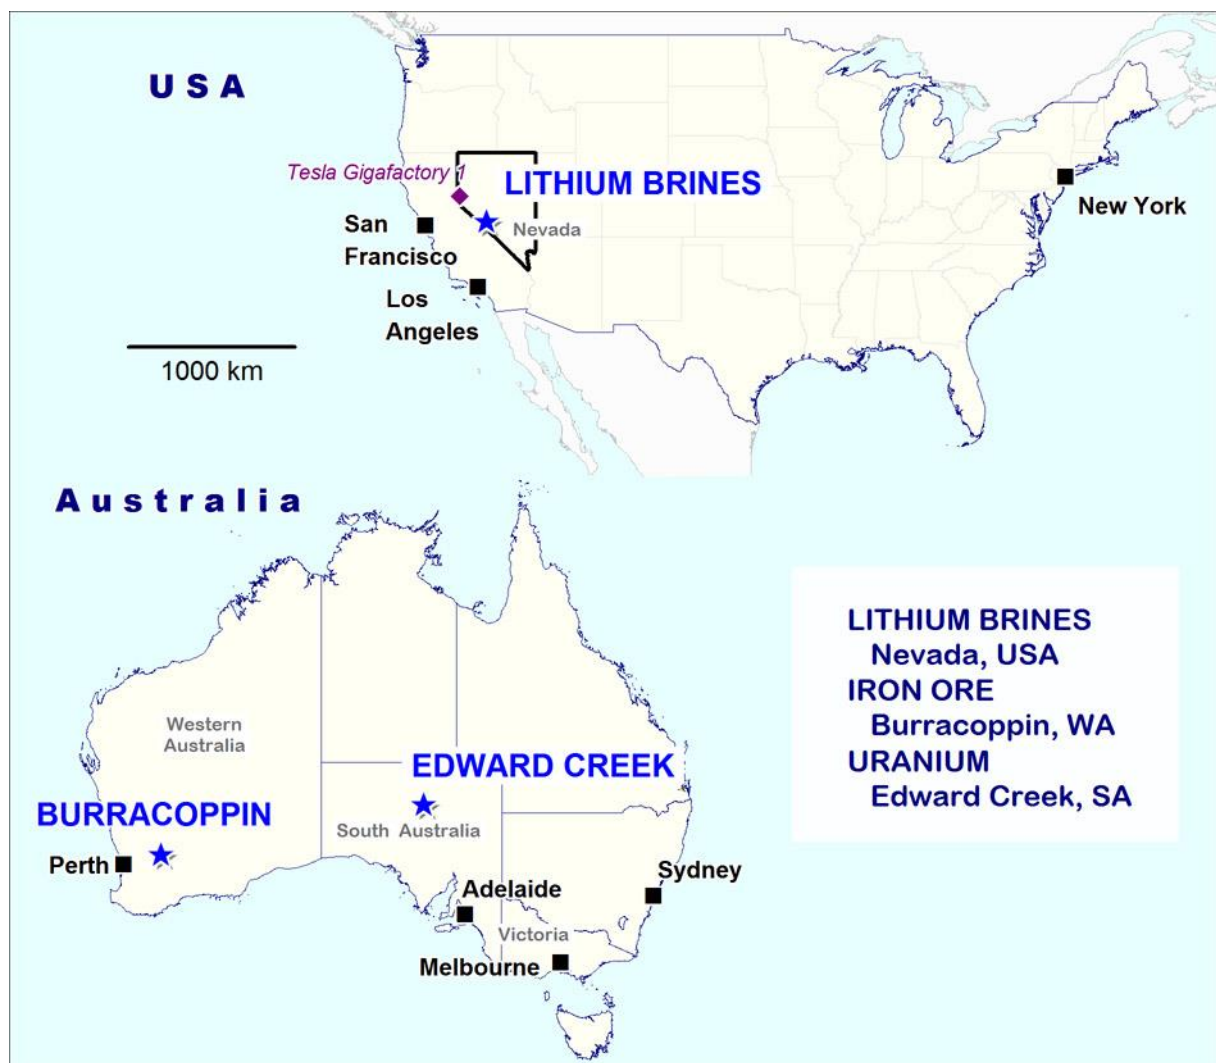 U S A
Tesla Gigafactory 1
LITHIUM BRINES
Nevada
San
Francisco
Los
Angeles
New York
1000 km
A u s t r a l i a
Western
Australia
EDWARD CREEK
BURRACOPPIN
South Australia
Perth
Adelaide
Sydney
Victoria
Melbourne
LITHIUM BRINES
Nevada, USA
IRON ORE
Burracoppin, WA
URANIUM
Edward Creek, SA